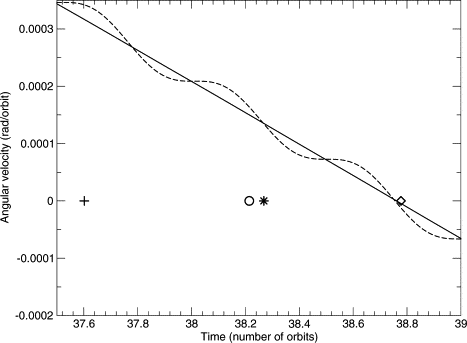 0.0003
0.0002
0.0001
0
-0.0001
-0.0002
Angular velocity (rad/orbit)
37.6 37.8 38 38.2 38.4 38.6 38.8 39
Time (number of orbits)